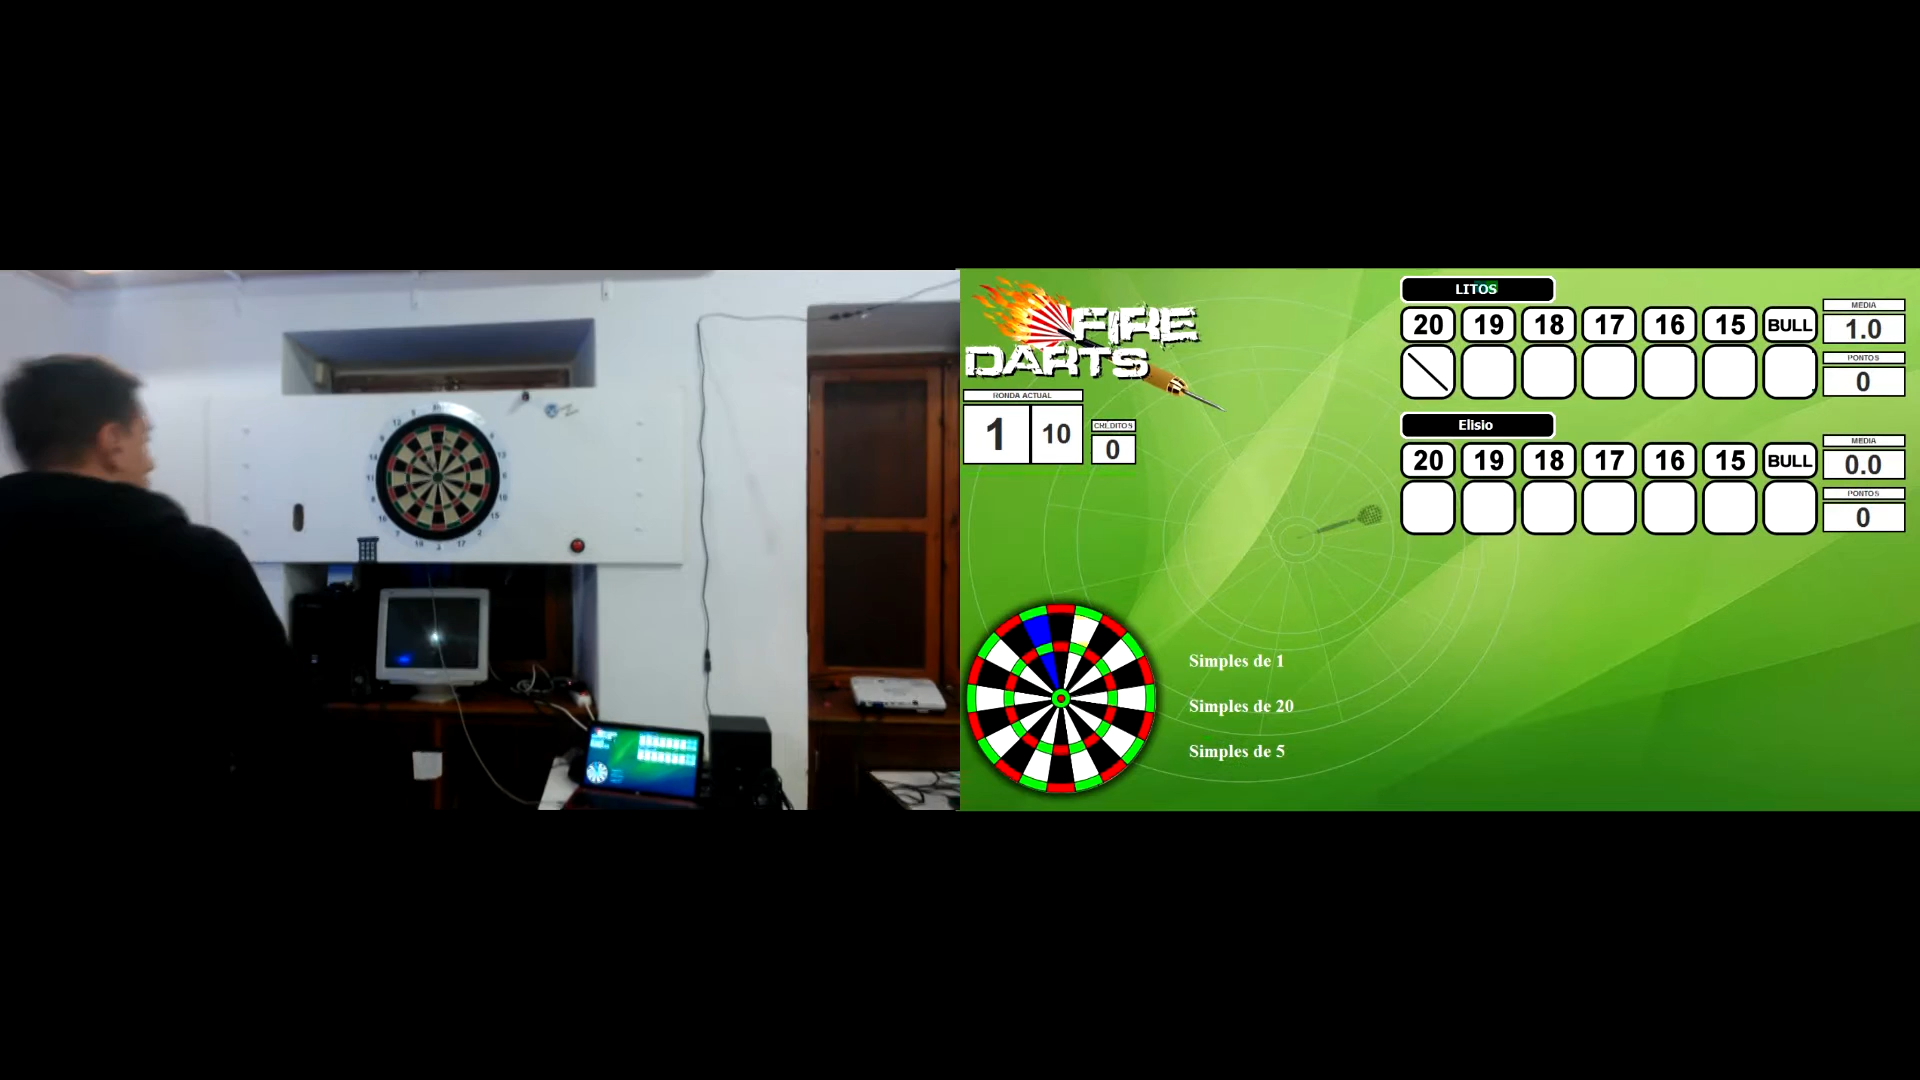 FIRE
DARTS
RONDA ACTUAL
1 10
CRÉDITOS
0
LITOS
20 19 18 17 16 15 BULL
MEDIA
1.0
PONTOS
0
Elisio
20 19 18 17 16 15 BULL
MEDIA
0.0
PONTOS
0
Simples de 1
Simples de 20
Simples de 5